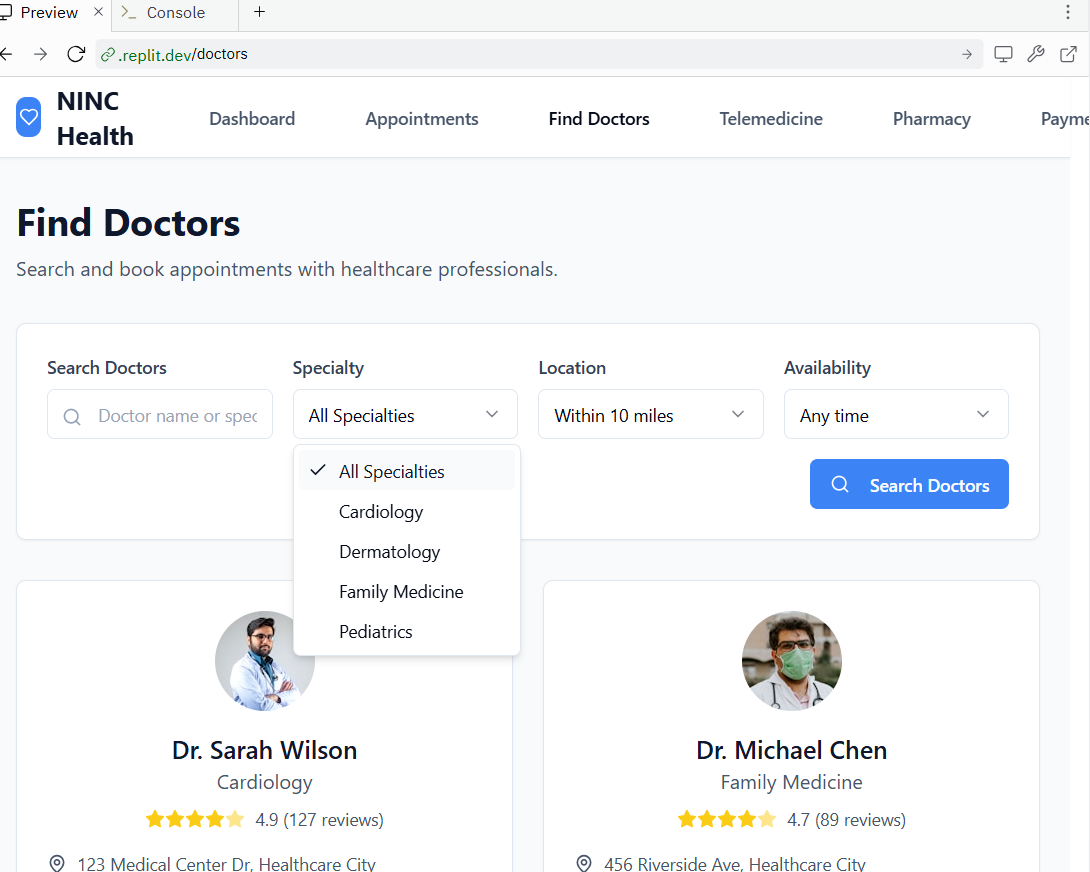 Preview
Console
.replit.dev/doctors
NINC
Health
Dashboard
Appointments
Find Doctors
Telemedicine
Pharmacy
Payme
Find Doctors
Search and book appointments with healthcare professionals.
Search Doctors
Specialty
Location
Availability
Doctor name or spec
All Specialties
Within 10 miles
Any time
All Specialties
Cardiology
Dermatology
Family Medicine
Pediatrics
Search Doctors
Dr. Sarah Wilson
Cardiology
4.9 (127 reviews)
123 Medical Center Dr, Healthcare City
Dr. Michael Chen
Family Medicine
4.7 (89 reviews)
456 Riverside Ave, Healthcare City